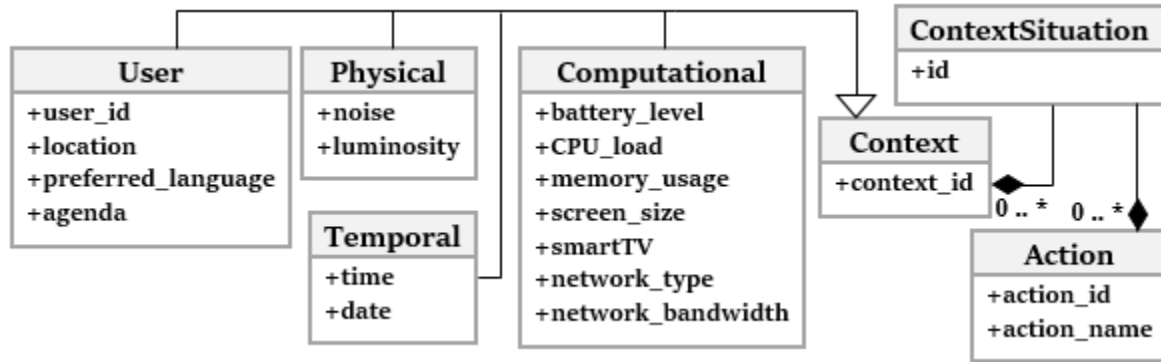 User
+user_id
+location
+preferred_language
+agenda
Physical
+noise
+luminosity
Temporal
+time
+date
Computational
+battery_level
+CPU_load
+memory_usage
+screen_size
+smartTV
+network_type
+network_bandwidth
ContextSituation
+id
Context
+context_id
0 .. *
0 .. *
Action
+action_id
+action_name